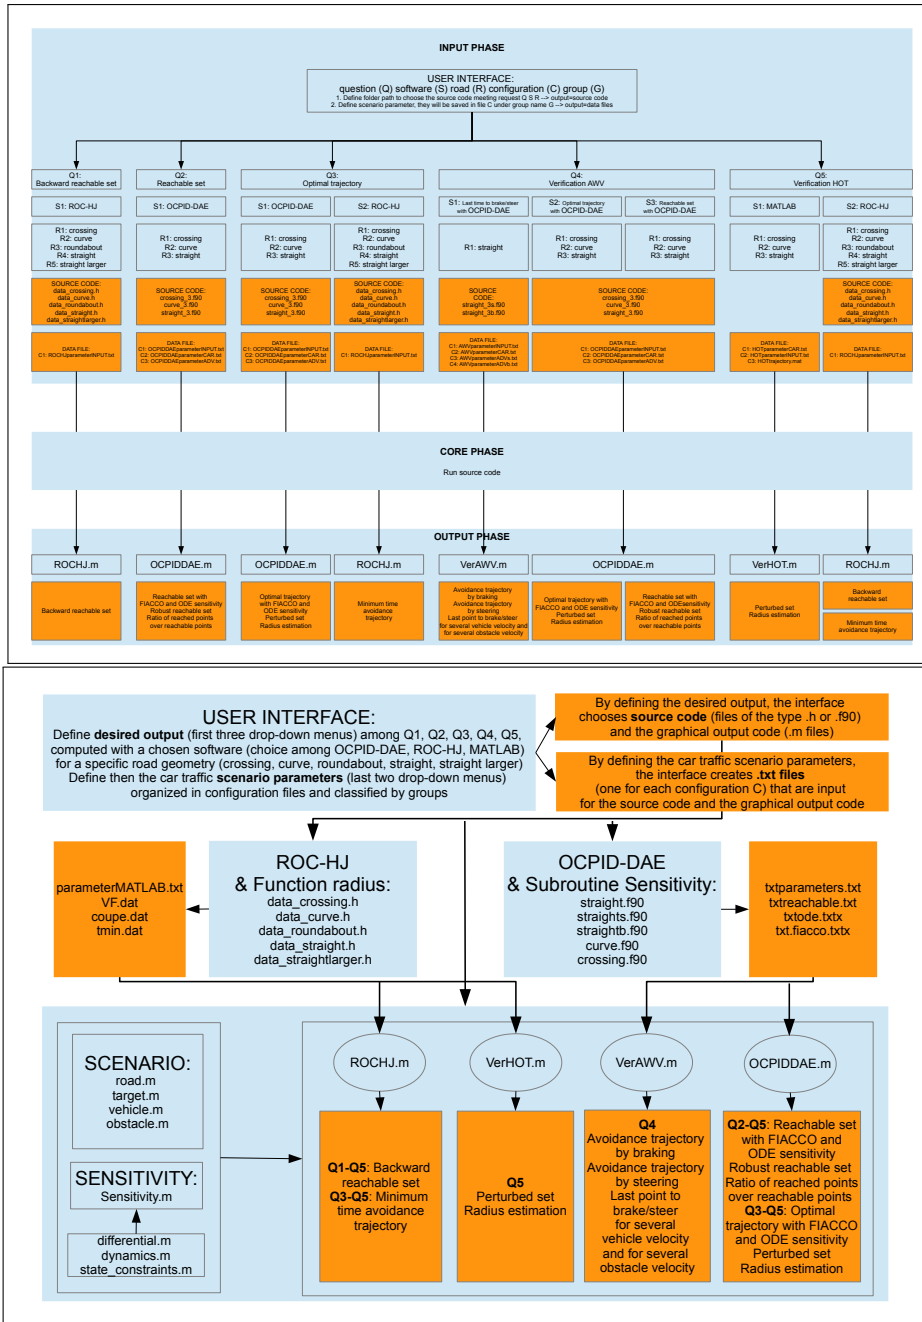 INPUT PHASE
USER INTERFACE:
question (Q) software (S) road (R) configuration (C) group (G)
1. Define folder path to choose the source code meeting request Q S R --> output=source code
2. Define scenario parameter, they will be saved in file C under group name G --> output=data files
Q1:
Backward reachable set
Q2:
Reachable set
Q3:
Optimal trajectory
Q4:
Verification AWV
Q5:
Verification HOT
S1: ROC-HJ
S1: OCPID-DAE
S1: OCPID-DAE
S2: ROC-HJ
S1: Last time to brake/steer
with OCPID-DAE
S2: Optimal trajectory
with OCPID-DAE
S3: Reachable set
with OCPID-DAE
S1: MATLAB
S2: ROC-HJ
R1: crossing
R2: curve
R3: roundabout
R4: straight
R5: straight larger
R1: crossing
R2: curve
R3: straight
R1: crossing
R2: curve
R3: straight
R1: crossing
R2: curve
R3: roundabout
R4: straight
R5: straight larger
R1: straight
R1: crossing
R2: curve
R3: straight
R1: crossing
R2: curve
R3: straight
R1: crossing
R2: curve
R3: straight
R1: crossing
R2: curve
R3: roundabout
R4: straight
R5: straight larger
SOURCE CODE:
data_crossing.h
data_curve.h
data_roundabout.h
data_straight.h
data_straightlarger.h
SOURCE CODE:
crossing_3.f90
curve_3.f90
straight_3.f90
SOURCE CODE:
crossing_3.f90
curve_3.f90
straight_3.f90
SOURCE CODE:
data_crossing.h
data_curve.h
data_roundabout.h
data_straight.h
data_straightlarger.h
SOURCE
CODE:
straight_3s.f90
straight_3b.f90
SOURCE CODE:
crossing_3.f90
curve_3.f90
straight_3.f90
SOURCE CODE:
data_crossing.h
data_curve.h
data_roundabout.h
data_straight.h
data_straightlarger.h
DATA FILE:
C1: ROCHJparameterINPUT.txt
DATA FILE:
C1: OCPIDDAEparameterINPUT.txt
C2: OCPIDDAEparameterCAR.txt
C3: OCPIDDAEparameterADV.txt
DATA FILE:
C1: OCPIDDAEparameterINPUT.txt
C2: OCPIDDAEparameterCAR.txt
C3: OCPIDDAEparameterADV.txt
DATA FILE:
C1: ROCHJparameterINPUT.txt
DATA FILE:
C1: AWVparameterINPUT.txt
C2: AWVparameterCAR.txt
C3: AWVparameterADVs.txt
C4: AWVparameterADVb.txt
DATA FILE:
C1: OCPIDDAEparameterINPUT.txt
C2: OCPIDDAEparameterCAR.txt
C3: OCPIDDAEparameterADV.txt
DATA FILE:
C1: HOTparameterINPUT.txt
C2: HOTparameterCAR.txt
C3: HOTtrajectory.mat
DATA FILE:
C1: ROCHJparameterINPUT.txt
CORE PHASE
Run source code
OUTPUT PHASE
ROCHJ.m
OCPIDDAE.m
OCPIDDAE.m
ROCHJ.m
VerAWV.m
OCPIDDAE.m
VerHOT.m
ROCHJ.m
Backward reachable set
Reachable set with
FIACCO and ODE sensitivity
Robust reachable set
Ratio of reached points
over reachable points
Optimal trajectory
with FIACCO and
ODE sensitivity
Perturbed set
Radius estimation
Minimum time
avoidance
trajectory
Avoidance trajectory
by braking
Avoidance trajectory
by steering
Last point to brake/steer
for several vehicle velocity and
for several obstacle velocity
Optimal trajectory with
FIACCO and ODE sensitivity
Perturbed set
Radius estimation
Reachable set with
FIACCO and ODEsensitivity
Robust reachable set
Ratio of reached points
over reachable points
Perturbed set
Radius estimation
Backward
reachable set
Minimum time
avoidance trajectory
USER INTERFACE:
Define desired output (first three drop-down menus) among Q1, Q2, Q3, Q4, Q5,
computed with a chosen software (choice among OCPID-DAE, ROC-HJ, MATLAB)
for a specific road geometry (crossing, curve, roundabout, straight, straight larger)
Define then the car traffic scenario parameters (last two drop-down menus)
organized in configuration files and classified by groups
By defining the desired output, the interface
chooses source code (files of the type .h or .f90)
and the graphical output code (.m files)
By defining the car traffic scenario parameters,
the interface creates .txt files
(one for each configuration C) that are input
for the source code and the graphical output code
parameterMATLAB.txt
VF.dat
coupe.dat
tmin.dat
ROC-HJ
& Function radius:
data_crossing.h
data_curve.h
data_roundabout.h
data_straight.h
data_straightlarger.h
OCPID-DAE
& Subroutine Sensitivity:
straight.f90
straights.f90
straightb.f90
curve.f90
crossing.f90
txtparameters.txt
txtreachable.txt
txtode.txtx
txt.fiacco.txtx
SCENARIO:
road.m
target.m
vehicle.m
obstacle.m
SENSITIVITY:
Sensitivity.m
differential.m
dynamics.m
state_constraints.m
ROCHJ.m
VerHOT.m
VerAWV.m
OCPIDDAE.m
Q1-Q5: Backward
reachable set
Q3-Q5: Minimum
time avoidance
trajectory
Q5
Perturbed set
Radius estimation
Q4
Avoidance trajectory
by braking
Avoidance trajectory
by steering
Last point to
brake/steer
for several
vehicle velocity
and for several
obstacle velocity
Q2-Q5: Reachable set
with FIACCO and
ODE sensitivity
Robust reachable set
Ratio of reached points
over reachable points
Q3-Q5: Optimal
trajectory with FIACCO
and ODE sensitivity
Perturbed set
Radius estimation